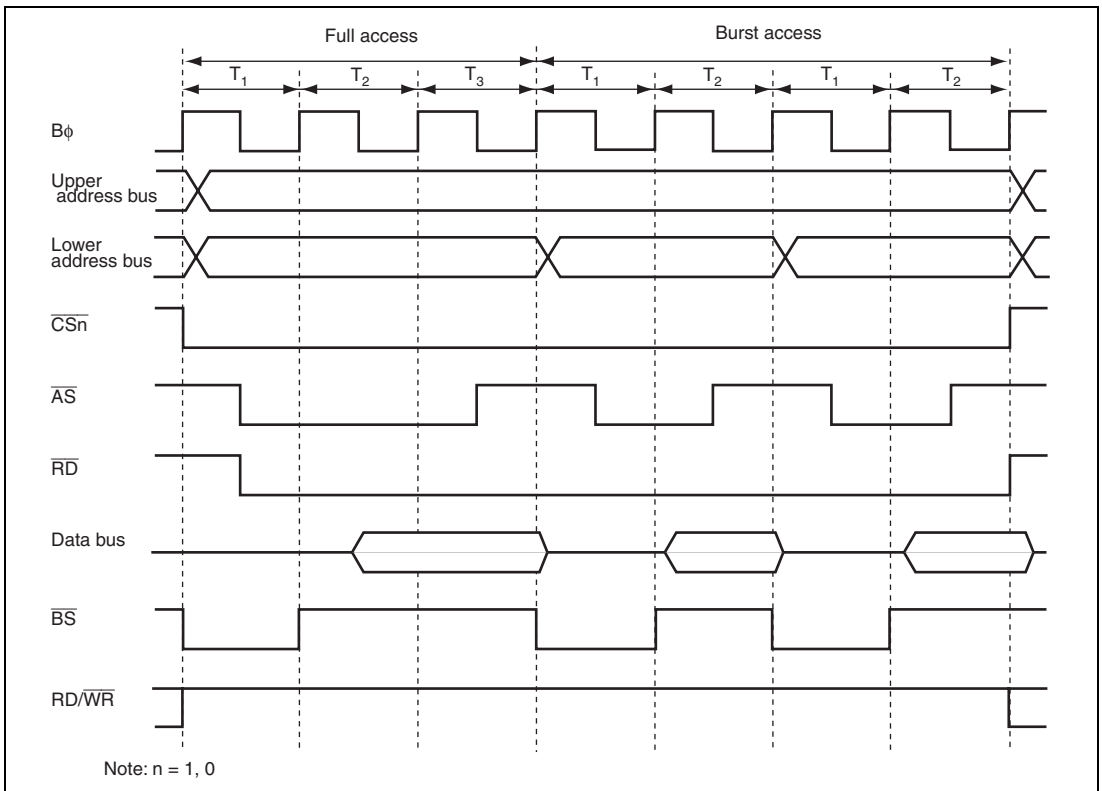 Full access Burst access
T1 T2 T3 T1 T2 T1 T2
Bφ
Upper
address bus
Lower
address bus
CSn
AS
RD
Data bus
BS
RD/WR
Note: n = 1, 0